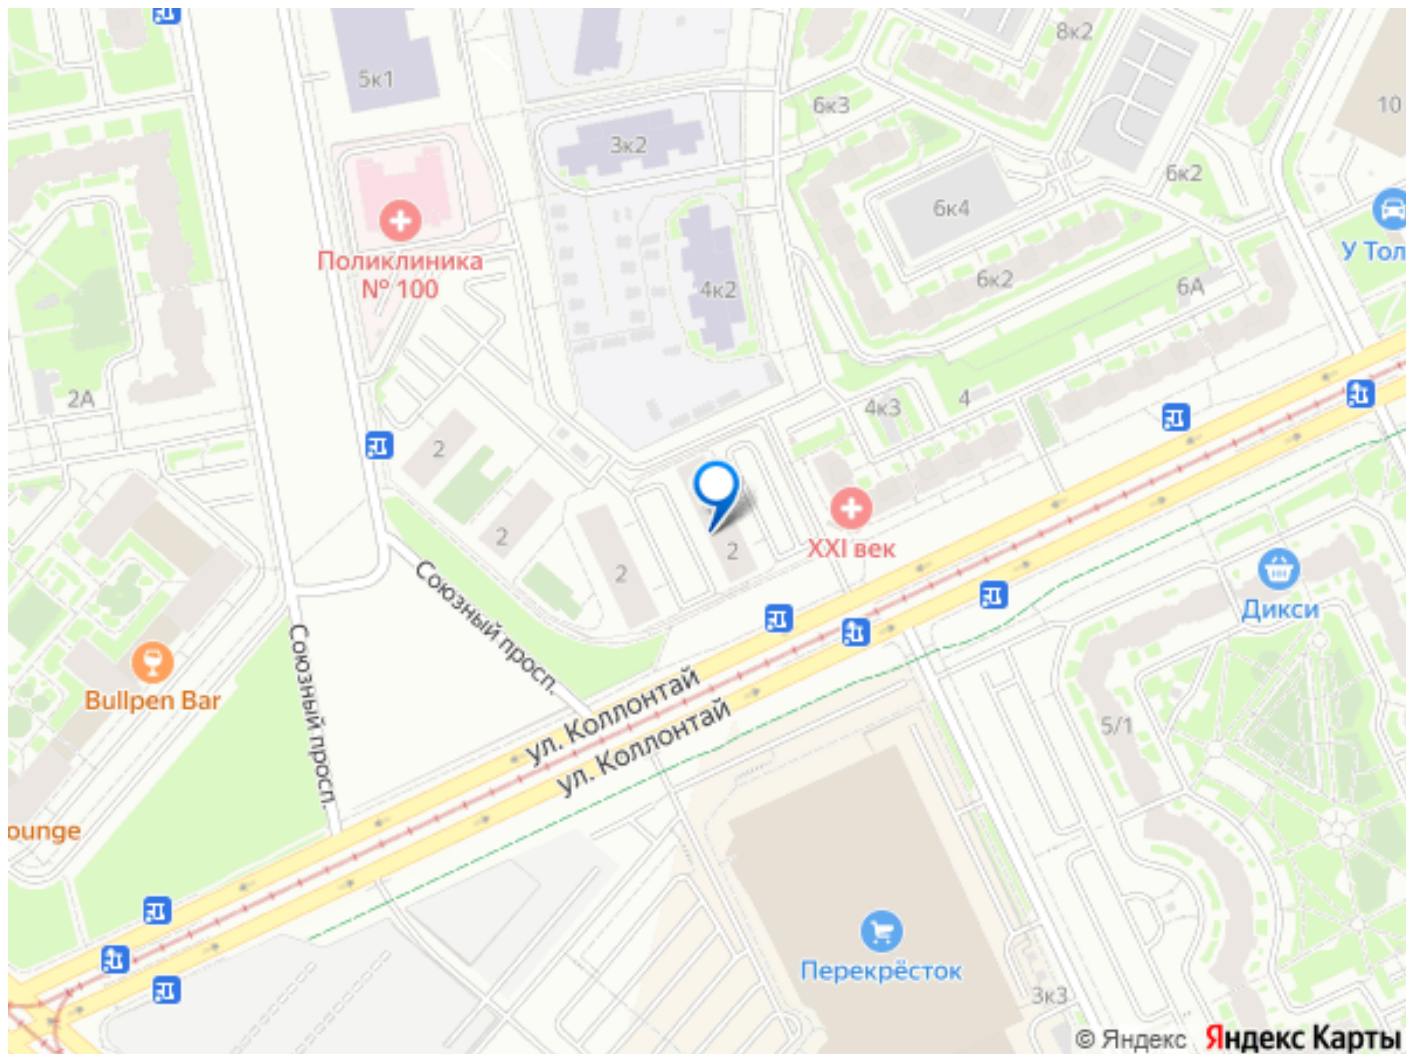 5к1
8к2
6к3
10
3к2
6к2
6к4
Поликлиника
№ 100
У Тол
4к2
6к2
6А
2А
4к3
4
2
2
2
2
XXI век
Дикси
Союзный просп.
Союзный просп.
Bullpen Bar
ул. Коллонтай
ул. Коллонтай
5/1
ounge
Перекрёсток
3к3
© Яндекс Яндекс Карты